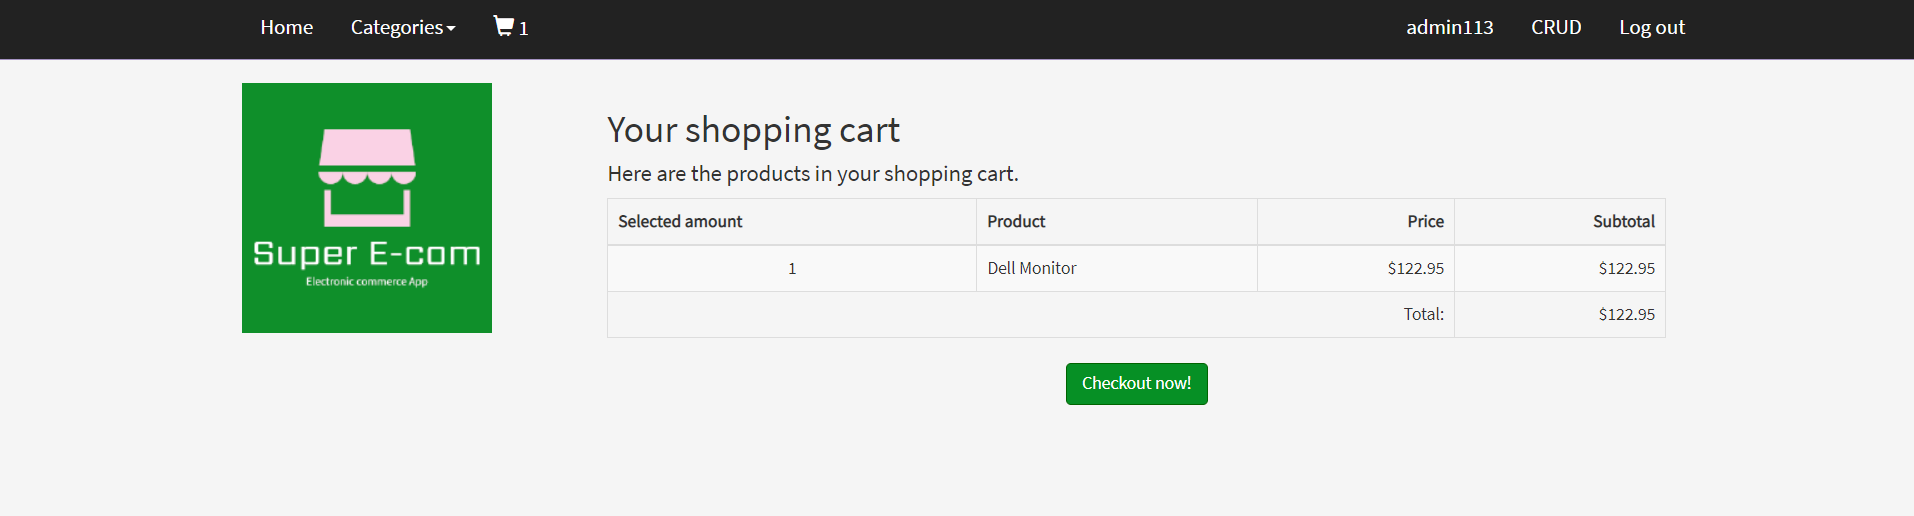 Home Categories 1 admin113 CRUD Log out
Super E-com
Electronic commerce App
Your shopping cart
Here are the products in your shopping cart.
Selected amount Product Price Subtotal
1 Dell Monitor $122.95 $122.95
Total: $122.95
Checkout now!